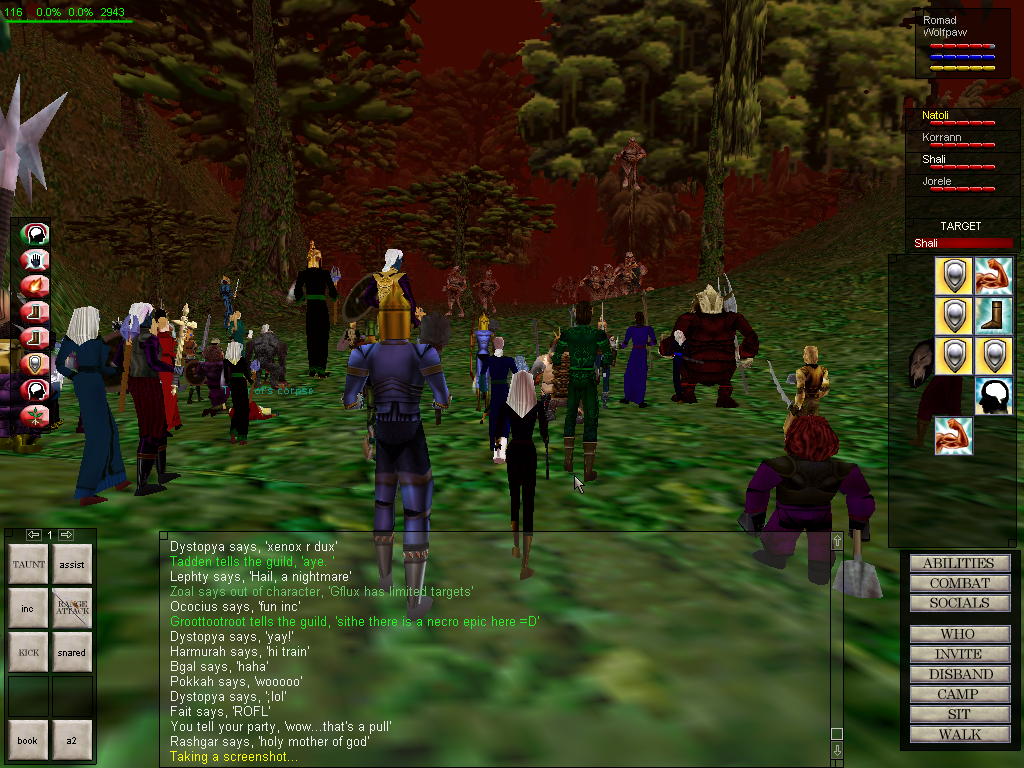 116 0.0% 0.0% 2943
Romad
Wolfpaw
Natoli
Korrann
Shali
Jorele
TARGET
Shali
's corpse
1
TAUNT
assist
inc
RANGE
ATTACK
KICK
snared
book
a2
Dystopya says, 'xenox r dux'
Tadden tells the guild, 'aye. '
Lephty says, 'Hail, a nightmare'
Zoal says out of character, 'Gflux has limited targets'
Ococius says, 'fun inc'
Groottootroot tells the guild, 'sithe there is a necro epic here =D'
Dystopya says, 'yay!'
Harmurah says, 'hi train'
Bgal says, 'haha'
Pokkah says, 'wooooo'
Dystopya says, ';lol'
Fait says, 'ROFL'
You tell your party, 'wow...that's a pull'
Rashgar says, 'holy mother of god'
Taking a screenshot...
ABILITIES
COMBAT
SOCIALS
WHO
INVITE
DISBAND
CAMP
SIT
WALK